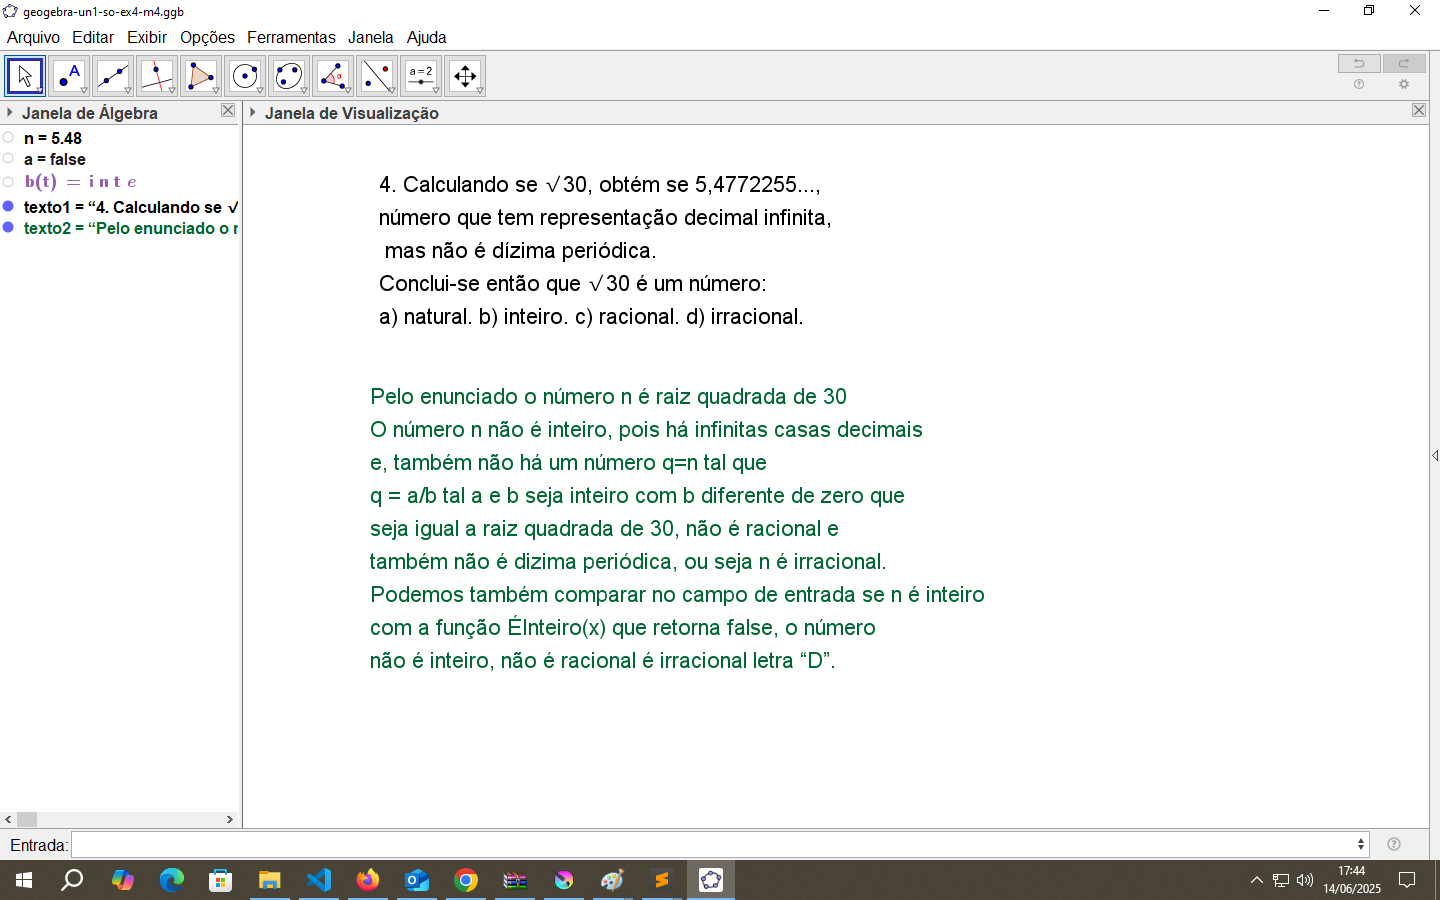 geogebra-un1-so-ex4-m4.ggb
Arquivo Editar Exibir Opções Ferramentas Janela Ajuda
A
α
a=2
Janela de Álgebra
Janela de Visualização
n = 5.48
a = false
b(t) = i n t e
texto1 = “4. Calculando se √
texto2 = “Pelo enunciado o
4. Calculando se √30, obtém se 5,4772255...,
número que tem representação decimal infinita,
mas não é dízima periódica.
Conclui-se então que √30 é um número:
a) natural. b) inteiro. c) racional. d) irracional.
Pelo enunciado o número n é raiz quadrada de 30
O número n não é inteiro, pois há infinitas casas decimais
e, também não há um número q=n tal que
q = a/b tal a e b seja inteiro com b diferente de zero que
seja igual a raiz quadrada de 30, não é racional e
também não é dizima periódica, ou seja n é irracional.
Podemos também comparar no campo de entrada se n é inteiro
com a função ÉInteiro(x) que retorna false, o número
não é inteiro, não é racional é irracional letra “D”.
Entrada:
17:44
14/06/2025